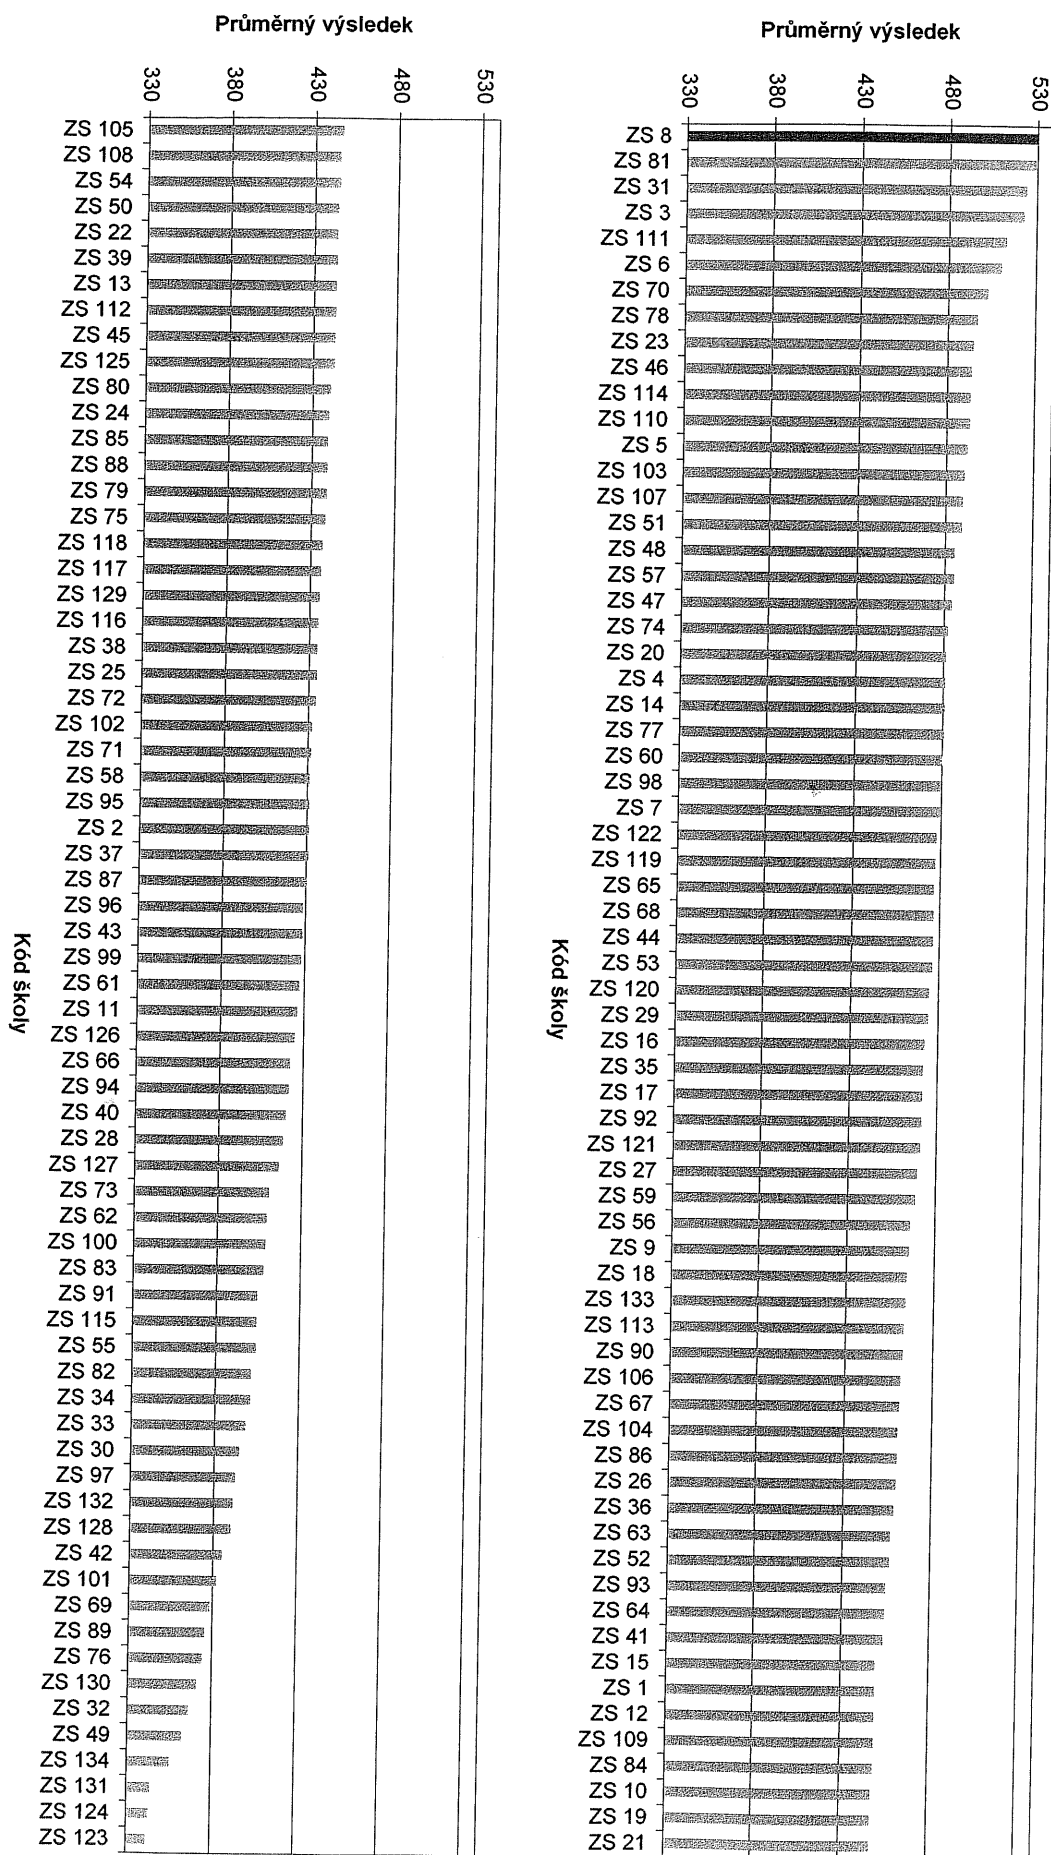 Průměrný výsledek
330
380
430
480
530
ZS 105
ZS 108
ZS 54
ZS 50
ZS 22
ZS 39
ZS 13
ZS 112
ZS 45
ZS 125
ZS 80
ZS 24
ZS 85
ZS 88
ZS 79
ZS 75
ZS 118
ZS 117
ZS 129
ZS 116
ZS 38
ZS 25
ZS 72
ZS 102
ZS 71
ZS 58
ZS 95
ZS 2
ZS 37
ZS 87
ZS 96
ZS 43
ZS 99
ZS 61
ZS 11
ZS 126
ZS 66
ZS 94
ZS 40
ZS 28
ZS 127
ZS 73
ZS 62
ZS 100
ZS 83
ZS 91
ZS 115
ZS 55
ZS 82
ZS 34
ZS 33
ZS 30
ZS 97
ZS 132
ZS 128
ZS 42
ZS 101
ZS 69
ZS 89
ZS 76
ZS 130
ZS 32
ZS 49
ZS 134
ZS 131
ZS 124
ZS 123
Kód školy
Průměrný výsledek
330
380
430
480
530
ZS 8
ZS 81
ZS 31
ZS 3
ZS 111
ZS 6
ZS 70
ZS 78
ZS 23
ZS 46
ZS 114
ZS 110
ZS 5
ZS 103
ZS 107
ZS 51
ZS 48
ZS 57
ZS 47
ZS 74
ZS 20
ZS 4
ZS 14
ZS 77
ZS 60
ZS 98
ZS 7
ZS 122
ZS 119
ZS 65
ZS 68
ZS 44
ZS 53
ZS 120
ZS 29
ZS 16
ZS 35
ZS 17
ZS 92
ZS 121
ZS 27
ZS 59
ZS 56
ZS 9
ZS 18
ZS 133
ZS 113
ZS 90
ZS 106
ZS 67
ZS 104
ZS 86
ZS 26
ZS 36
ZS 63
ZS 52
ZS 93
ZS 64
ZS 41
ZS 15
ZS 1
ZS 12
ZS 109
ZS 84
ZS 10
ZS 19
ZS 21
Kód školy